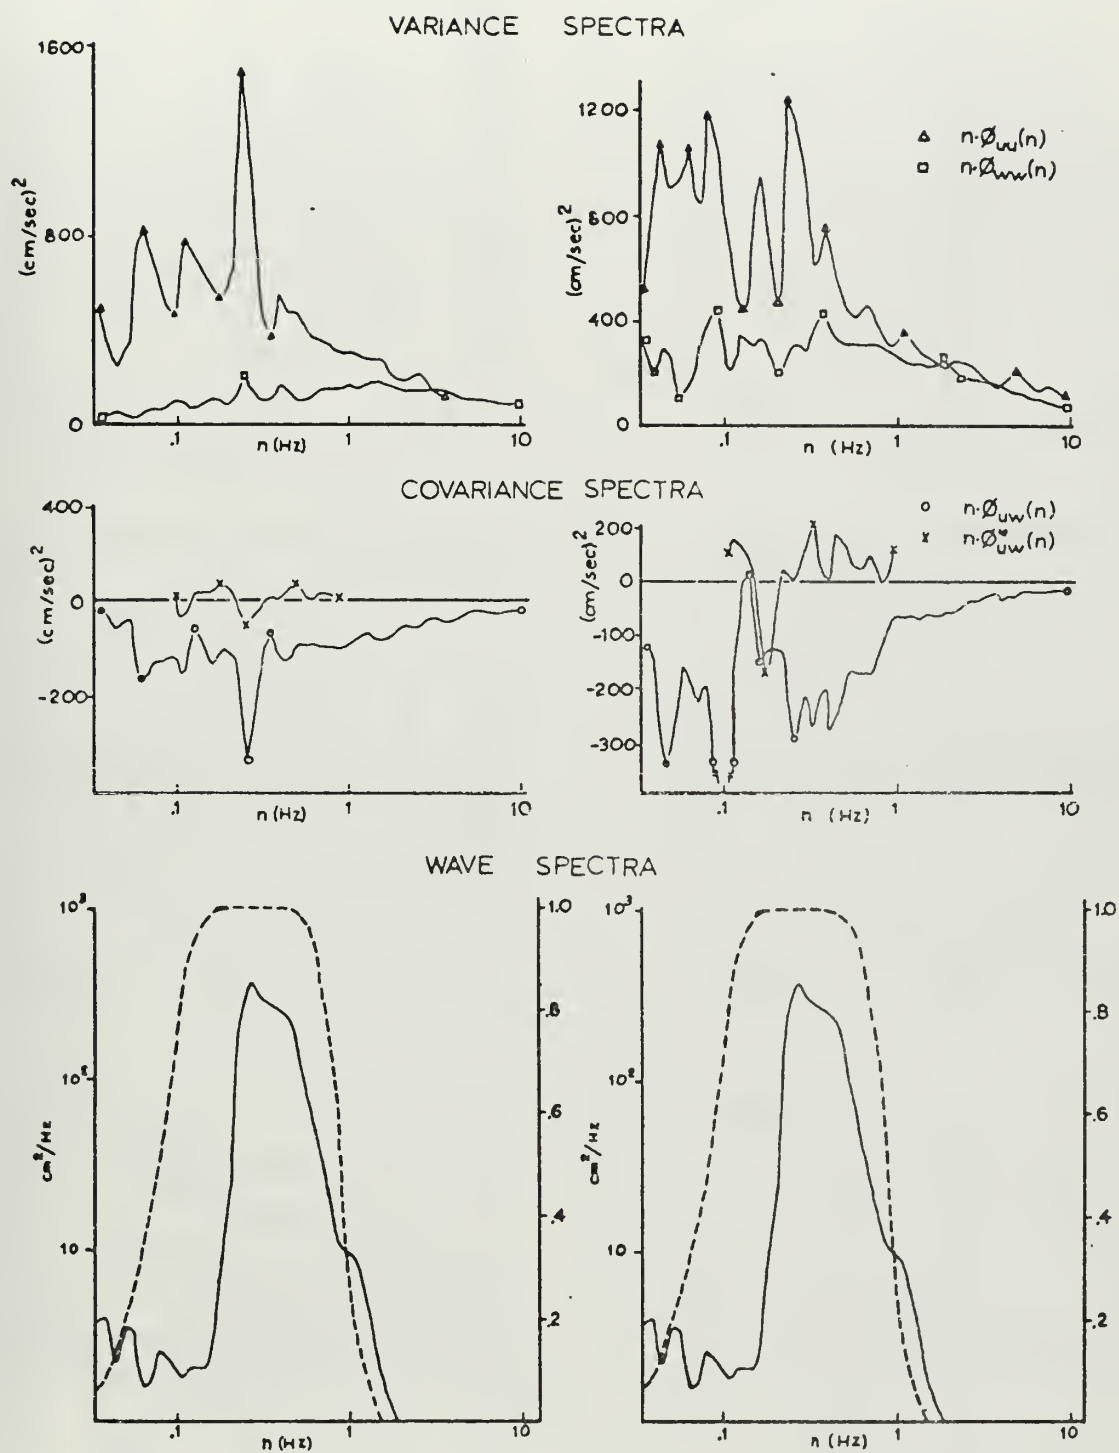 VARIANCE SPECTRA
1600
800
0
(cm/sec)²
.1
1
10
n (Hz)
1200
800
400
0
(cm/sec)²
.1
1
10
n (Hz)
△ n·Øuu(n)
□ n·Øww(n)
COVARIANCE SPECTRA
400
0
-200
(cm/sec)²
.1
1
10
n (Hz)
200
0
-100
-200
-300
(cm/sec)²
.1
1
10
n (Hz)
o n·Øuw(n)
x n·Ø*uw(n)
WAVE SPECTRA
10³
10²
10
cm²/Hz
1.0
.8
.6
.4
.2
.1
1
10
n (Hz)
10³
10²
10
cm²/Hz
1.0
.8
.6
.4
.2
.1
1
10
n (Hz)